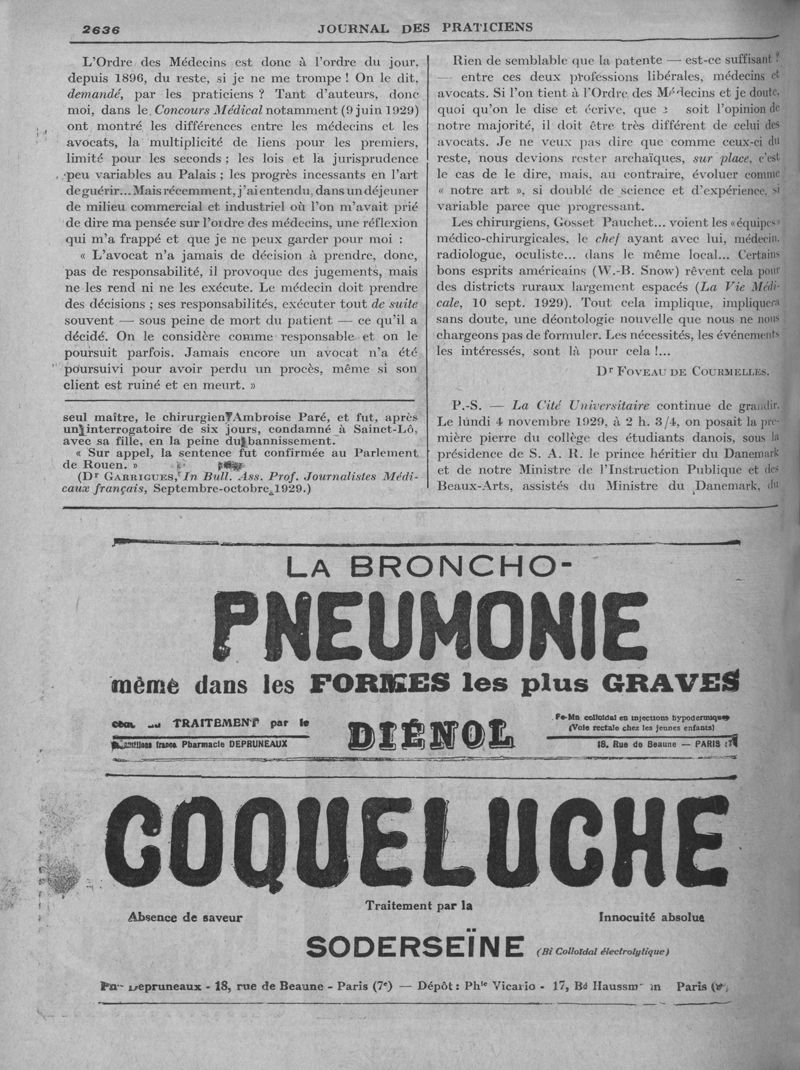 2636
JOURNAL DES PRATICIENS
L'Ordre des Médecins est donc à l'ordre du jour,
depuis 1896, du reste, si je ne me trompe ! On le dit,
demandé, par les praticiens ? Tant d'auteurs, donc
moi, dans le Concours Médical notamment (9 juin 1929)
ont montré les différences entre les médecins et les
avocats, la multiplicité de liens pour les premiers,
limité pour les seconds ; les lois et la jurisprudence
peu variables au Palais ; les progrès incessants en l'art
de guérir... Mais récemment, j'ai entendu, dans un déjeuner
de milieu commercial et industriel où l'on m'avait prié
de dire ma pensée sur l'ordre des médecins, une réflexion
qui m'a frappé et que je ne peux garder pour moi :
« L'avocat n'a jamais de décision à prendre, donc,
pas de responsabilité, il provoque des jugements, mais
ne les rend ni ne les exécute. Le médecin doit prendre
des décisions ; ses responsabilités, exécuter tout de suite
souvent — sous peine de mort du patient — ce qu'il a
décidé. On le considère comme responsable et on le
poursuit parfois. Jamais encore un avocat n'a été
poursuivi pour avoir perdu un procès, même si son
client est ruiné et en meurt. »
seul maître, le chirurgien Ambroise Paré, et fut, après
un interrogatoire de six jours, condamné à Sainct-Lô,
avec sa fille, en la peine du bannissement.
« Sur appel, la sentence fut confirmée au Parlement
de Rouen. »
(Dr GARRIGUES, In Bull. Ass. Prof. Journalistes Médi-
caux français, Septembre-octobre 1929.)
Rien de semblable que la patente — est-ce suffisant ?
— entre ces deux professions libérales, médecins et
avocats. Si l'on tient à l'Ordre des Médecins et je doute,
quoi qu'on le dise et écrive, que soit l'opinion de
notre majorité, il doit être très différent de celui des
avocats. Je ne veux pas dire que comme ceux-ci du
reste, nous devions rester archaïques, sur place, c'est
le cas de le dire, mais, au contraire, évoluer comme
« notre art », si doublé de science et d'expérience, si
variable parce que progressant.
Les chirurgiens, Gosset Pauchet... voient les «équipes»
médico-chirurgicales, le chef ayant avec lui, médecin,
radiologue, oculiste... dans le même local... Certains
bons esprits américains (W.-B. Snow) rêvent cela pour
des districts ruraux largement espacés (La Vie Médi-
cale, 10 sept. 1929). Tout cela implique, impliquera
sans doute, une déontologie nouvelle que nous ne nous
chargeons pas de formuler. Les nécessités, les événements
les intéressés, sont là pour cela !...
Dr FOVEAU DE COURMELLES.
P.-S. — La Cité Universitaire continue de grandir.
Le lundi 4 novembre 1929, à 2 h. 3/4, on posait la pre-
mière pierre du collège des étudiants danois, sous la
présidence de S. A. R. le prince héritier du Danemark
et de notre Ministre de l'Instruction Publique et des
Beaux-Arts, assistés du Ministre du Danemark, du
LA BRONCHO-
PNEUMONIE
même dans les FORMES les plus GRAVES
TRAITEMENT par le
DIÉNOL
Fe-Mn colloïdal en injections hypodermiques
(Voie rectale chez les jeunes enfants)
Pharmacie DEPRUNEAUX
18, Rue de Beaune — PARIS
COQUELUCHE
Traitement par la
Absence de saveur
Innocuité absolue
SODERSEÏNE (Bi Colloïdal électrolytique)
Depruneaux - 18, rue de Beaune - Paris (7e) — Dépôt : Phie Vicario - 17, Bd Haussmann Paris